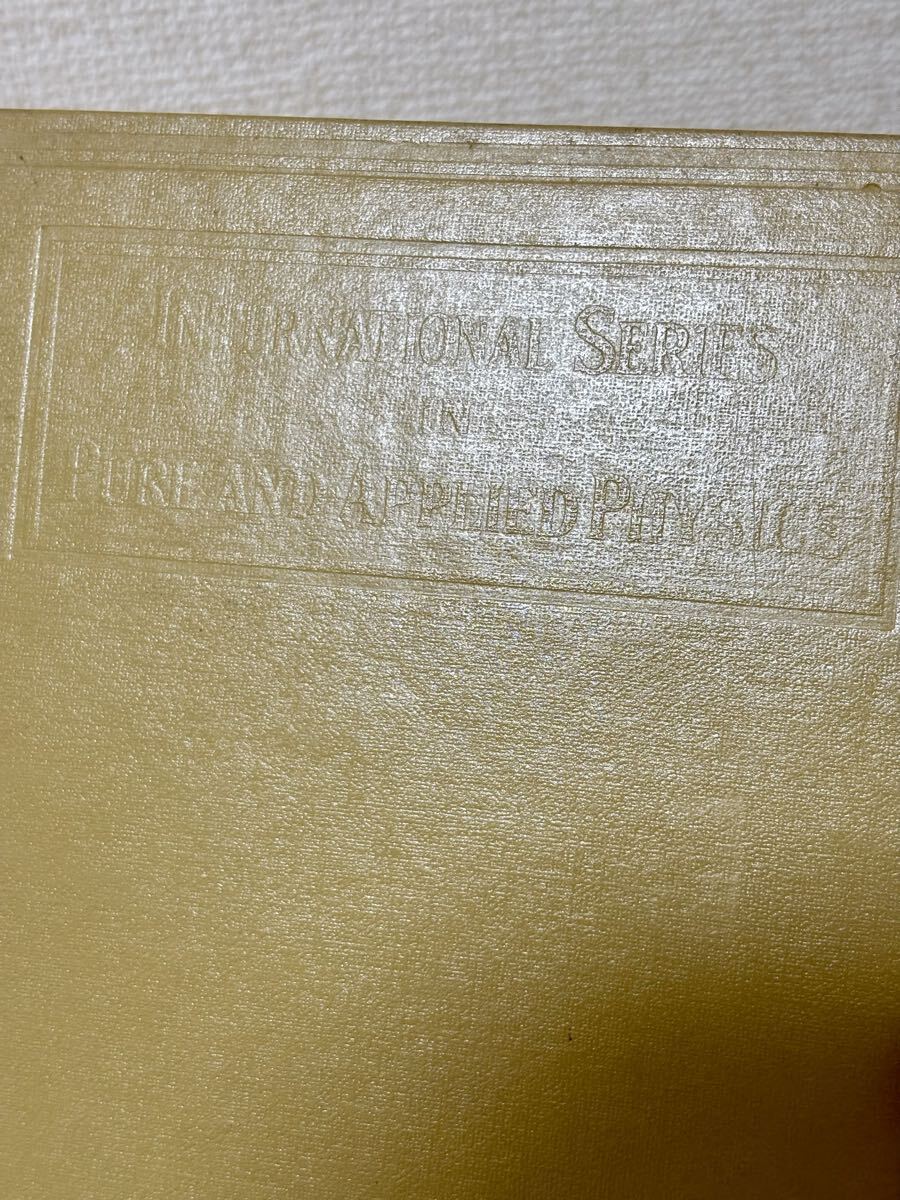 INTERNATIONAL SERIES
IN
PURE AND APPLIED PHYSICS